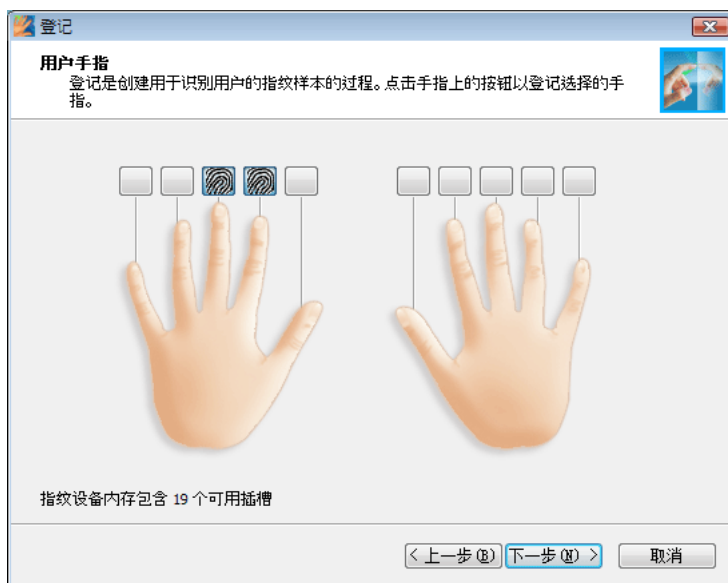 登记
用户手指
登记是创建用于识别用户的指纹样本的过程。点击手指上的按钮以登记选择的手
指。
指纹设备内存包含 19 个可用插槽
< 上一步(B) 下一步(N) > 取消